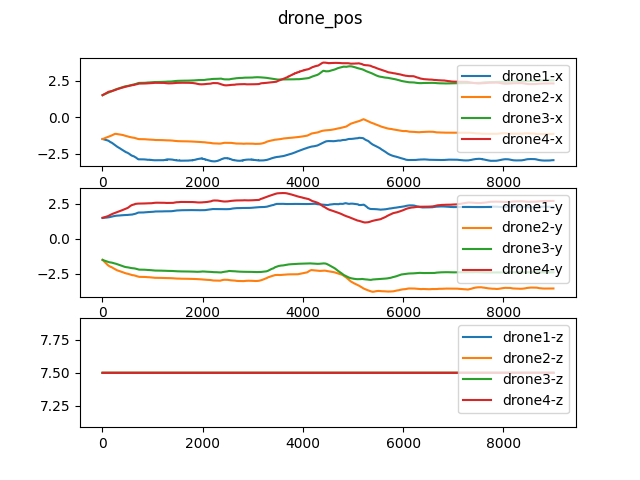 drone_pos
2.5
0.0
−2.5
drone1-x
drone2-x
drone3-x
drone4-x
0 2000 4000 6000 8000
2.5
0.0
−2.5
drone1-y
drone2-y
drone3-y
drone4-y
0 2000 4000 6000 8000
7.75
7.50
7.25
drone1-z
drone2-z
drone3-z
drone4-z
0 2000 4000 6000 8000